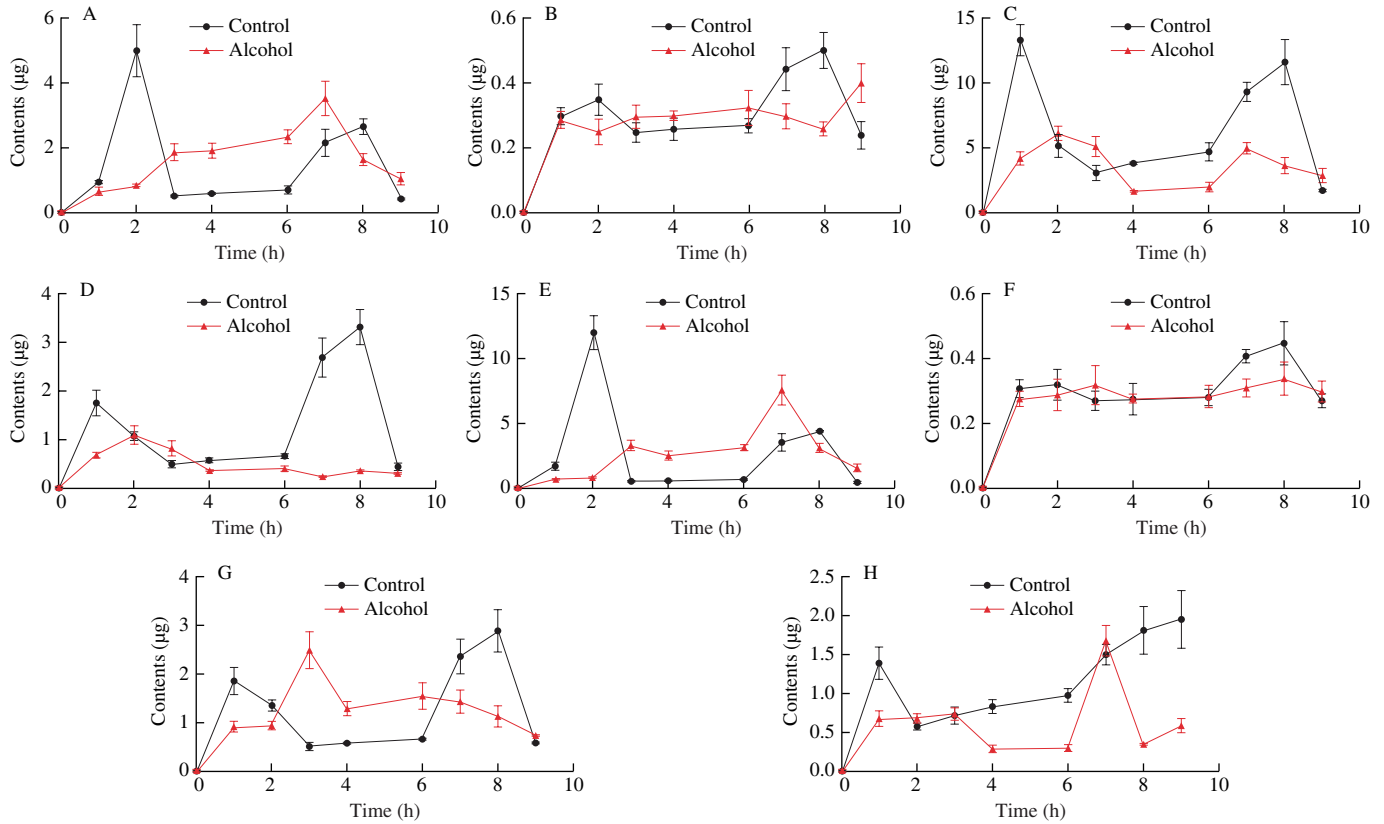 A
Control
Alcohol
Contents (μg)
6
4
2
0
0 2 4 6 8 10
Time (h)
B
Control
Alcohol
Contents (μg)
0.6
0.4
0.2
0.0
0 2 4 6 8 10
Time (h)
C
Control
Alcohol
Contents (μg)
15
10
5
0
0 2 4 6 8 10
Time (h)
D
Control
Alcohol
Contents (μg)
4
3
2
1
0
0 2 4 6 8 10
Time (h)
E
Control
Alcohol
Contents (μg)
15
10
5
0
0 2 4 6 8 10
Time (h)
F
Control
Alcohol
Contents (μg)
0.6
0.4
0.2
0.0
0 2 4 6 8 10
Time (h)
G
Control
Alcohol
Contents (μg)
4
3
2
1
0
0 2 4 6 8 10
Time (h)
H
Control
Alcohol
Contents (μg)
2.5
2.0
1.5
1.0
0.5
0.0
0 2 4 6 8 10
Time (h)